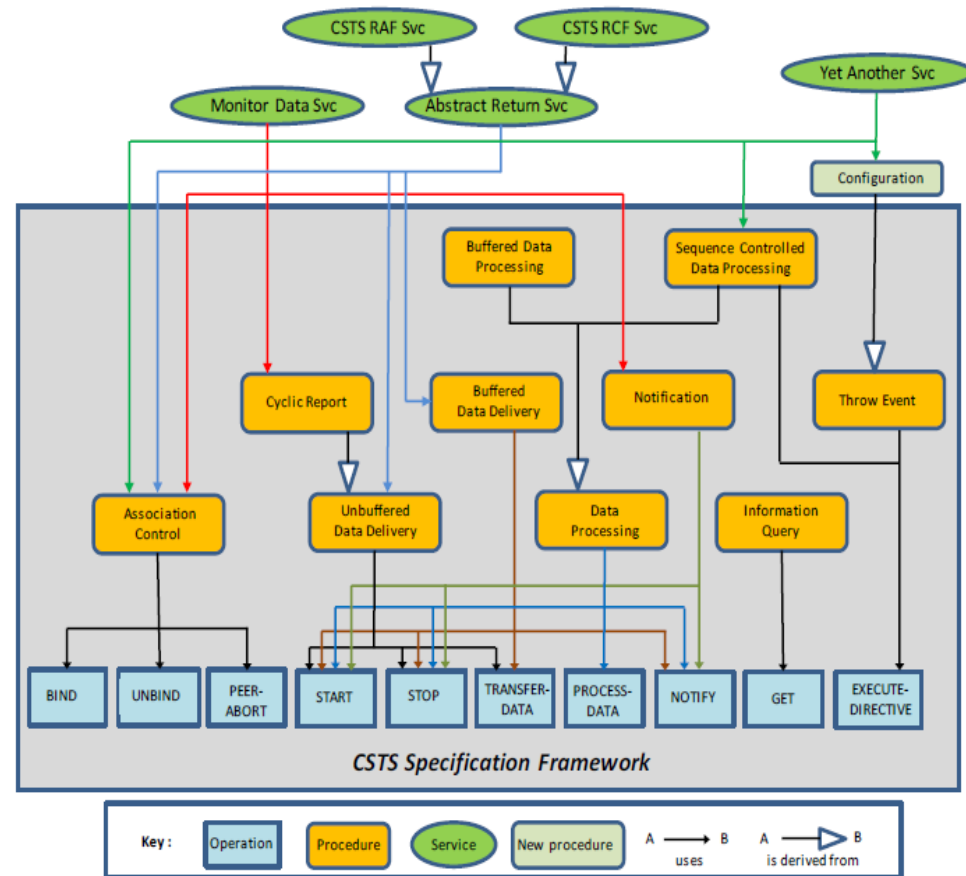 CSTS RAF Svc
CSTS RCF Svc
Yet Another Svc
Monitor Data Svc
Abstract Return Svc
Configuration
Buffered Data
Processing
Sequence Controlled
Data Processing
Cyclic Report
Buffered
Data Delivery
Notification
Throw Event
Association
Control
Unbuffered
Data Delivery
Data
Processing
Information
Query
BIND
UNBIND
PEER-
ABORT
START
STOP
TRANSFER-
DATA
PROCESS-
DATA
NOTIFY
GET
EXECUTE-
DIRECTIVE
CSTS Specification Framework
Key :
Operation
Procedure
Service
New procedure
A
B
uses
A
B
is derived from